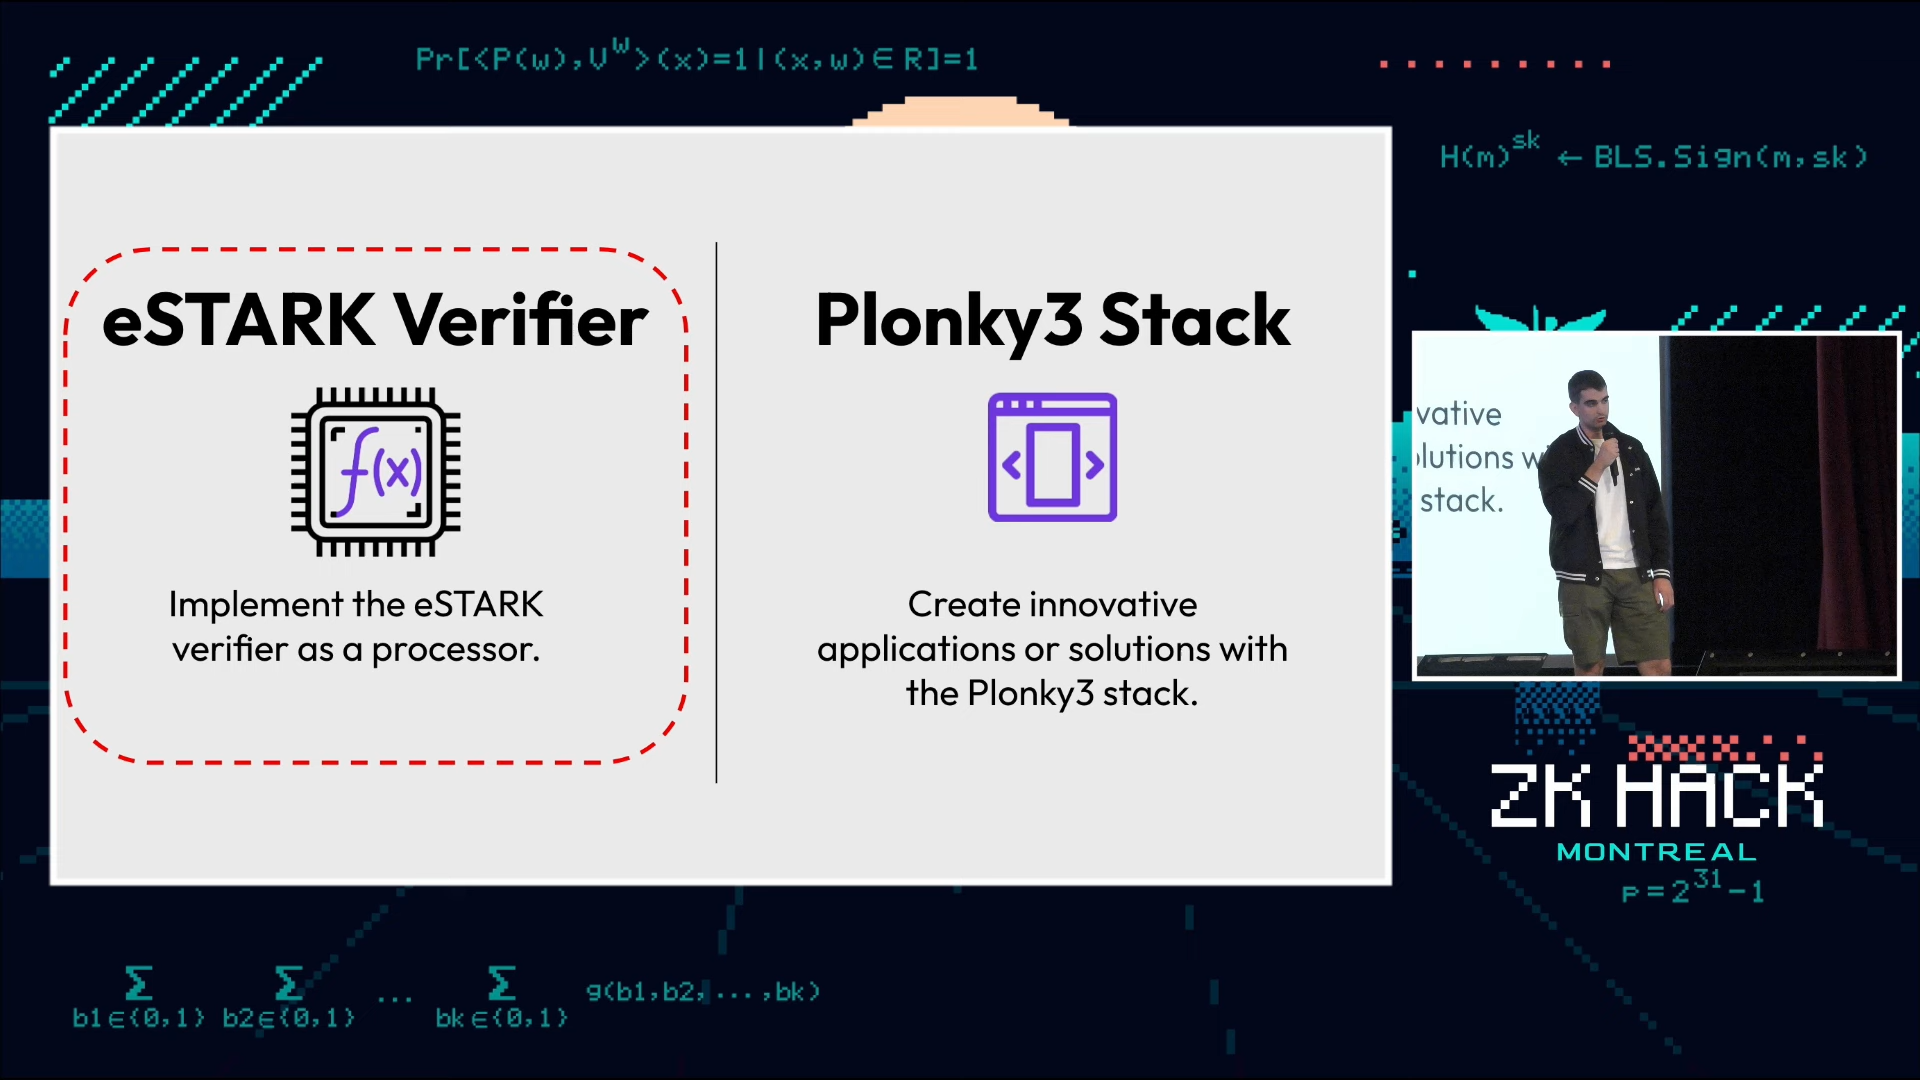 Pr[<P(w),V^w>(x)=1|(x,w)∈R]=1
H(m)^sk ← BLS.Sign(m,sk)
eSTARK Verifier
f(x)
Implement the eSTARK
verifier as a processor.
Plonky3 Stack
Create innovative
applications or solutions with
the Plonky3 stack.
vative
olutions w
stack.
ZK HACK
MONTREAL
p=2^31-1
Σ Σ ... Σ g(b1,b2,...,bk)
b1∈{0,1} b2∈{0,1} bk∈{0,1}